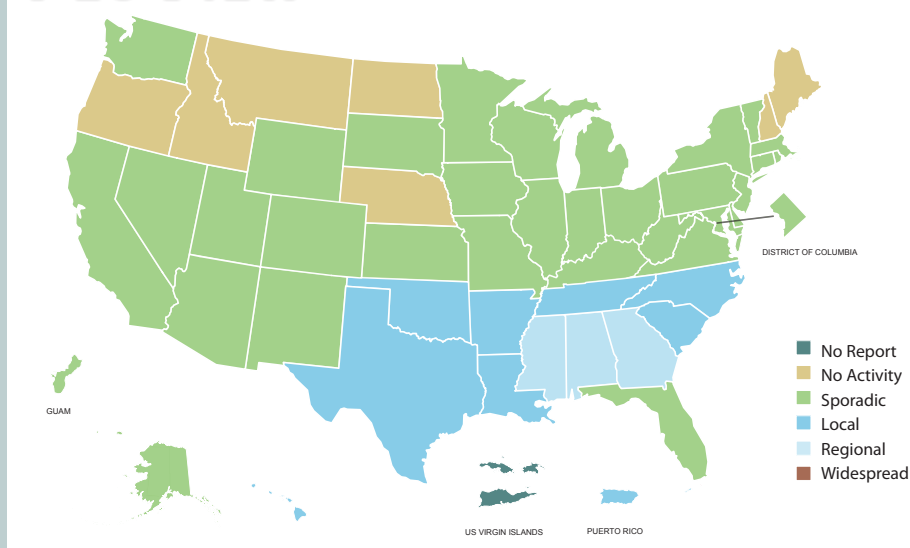 DISTRICT OF COLUMBIA
No Report
No Activity
Sporadic
Local
Regional
Widespread
GUAM
US VIRGIN ISLANDS
PUERTO RICO